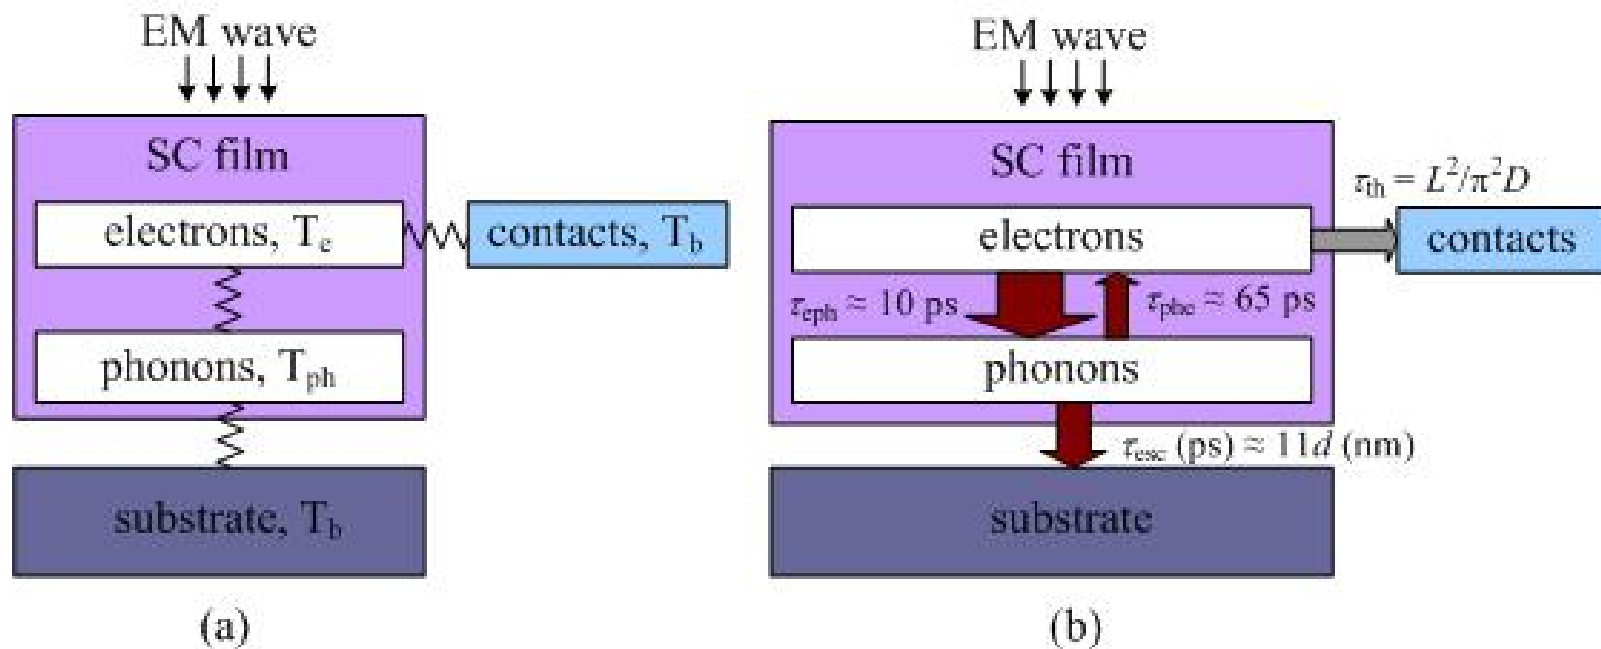 EM wave
SC film
electrons, T_e
contacts, T_b
phonons, T_ph
substrate, T_b
(a)
EM wave
SC film
τ_th = L²/π²D
electrons
contacts
τ_eph ≈ 10 ps
τ_phe ≈ 65 ps
phonons
τ_esc (ps) ≈ 11d (nm)
substrate
(b)